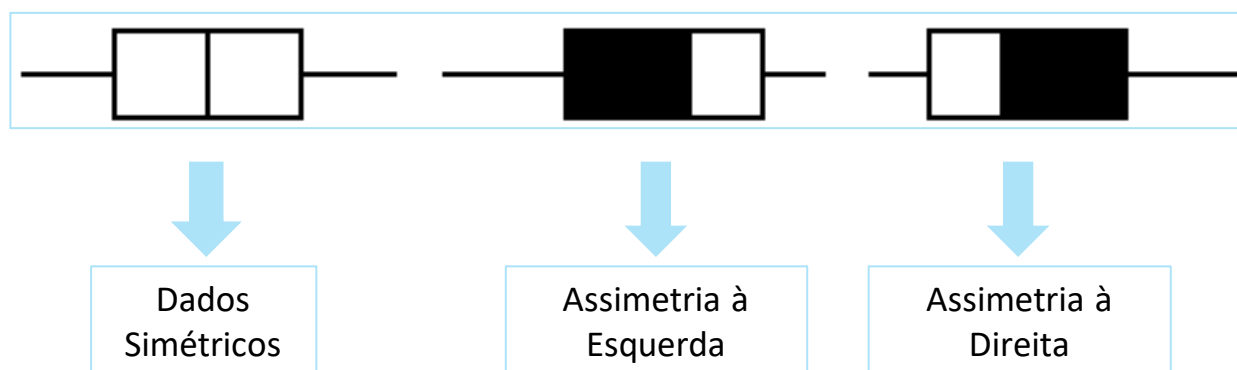 Dados
Simétricos
Assimetria à
Esquerda
Assimetria à
Direita